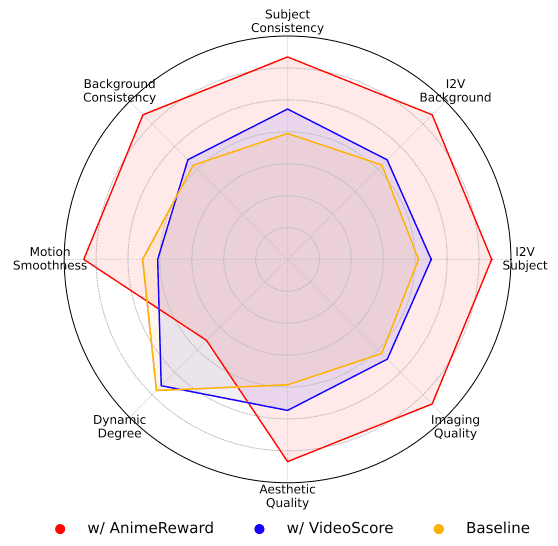 Subject
Consistency
Background
Consistency
I2V
Background
Motion
Smoothness
I2V
Subject
Dynamic
Degree
Imaging
Quality
Aesthetic
Quality
w/ AnimeReward
w/ VideoScore
Baseline